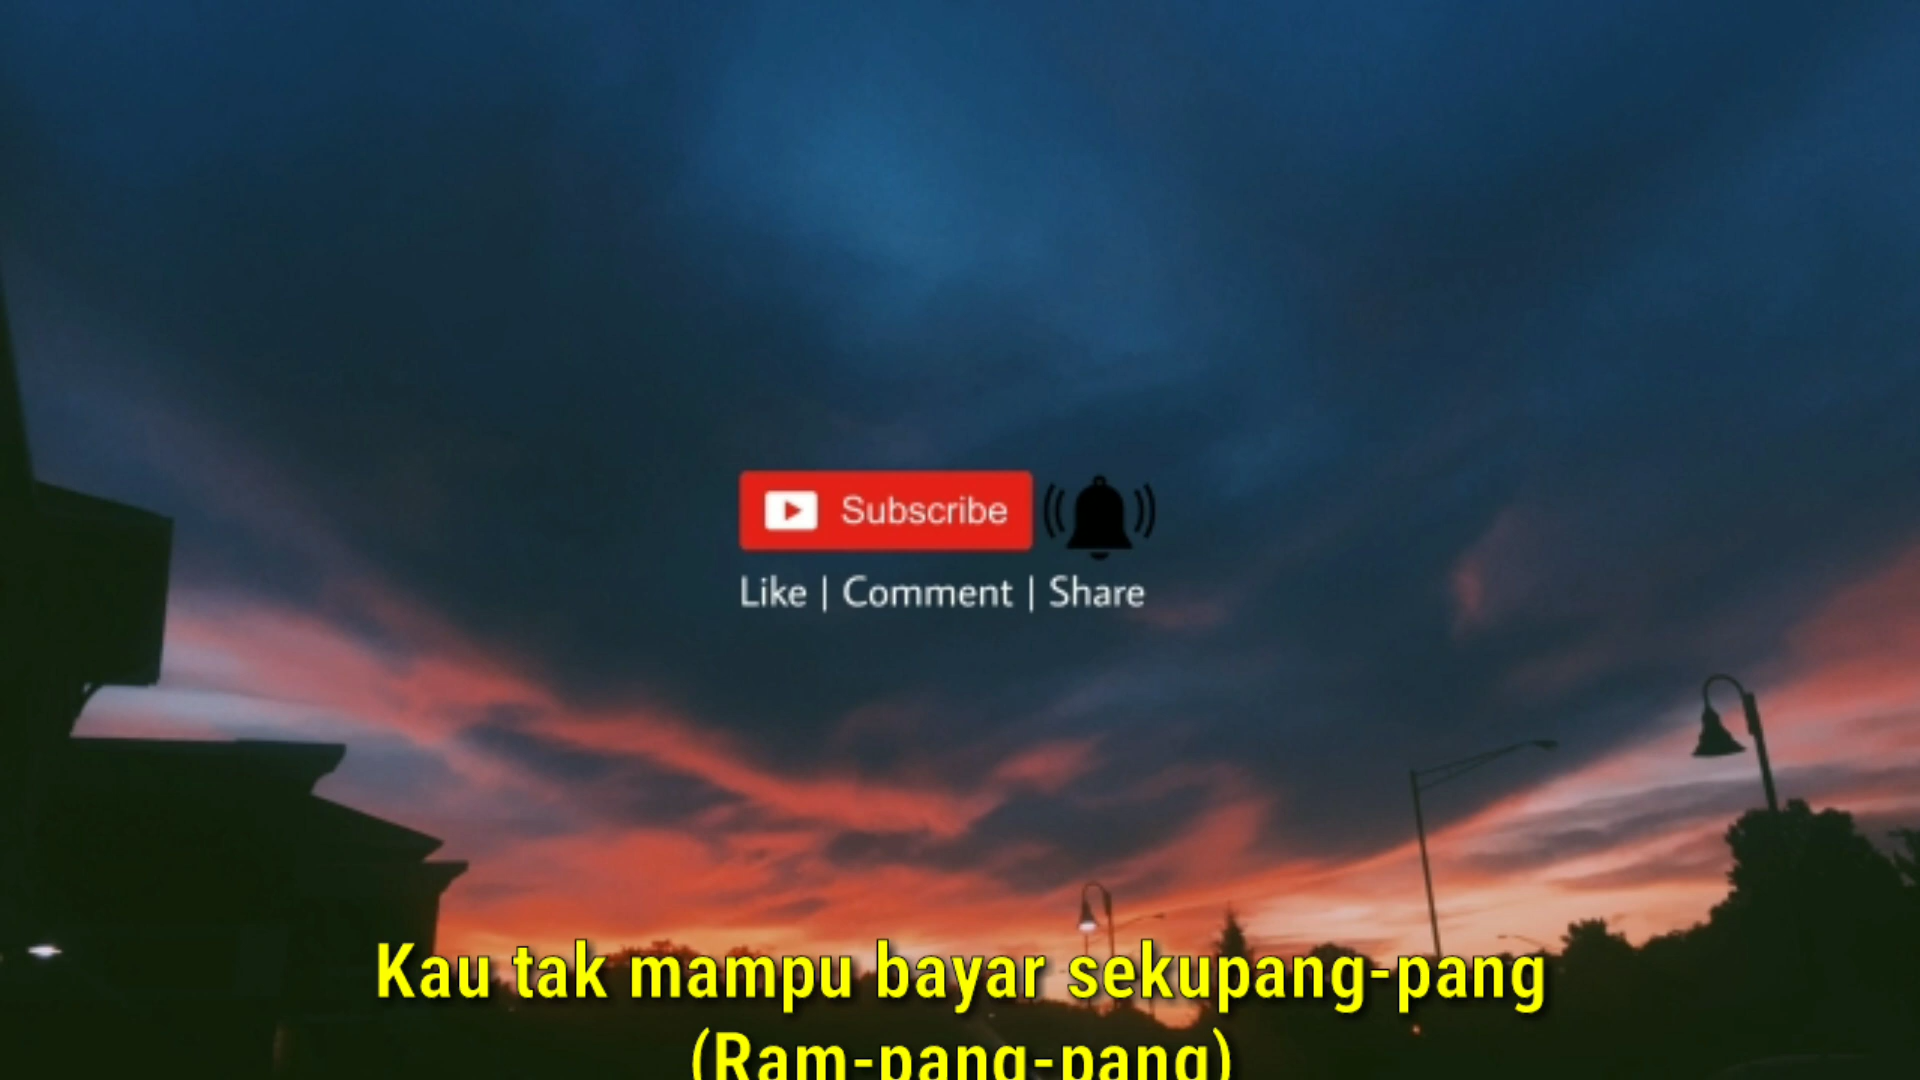 Subscribe
Like | Comment | Share
Kau tak mampu bayar sekupang-pang
(Ram-pang-pang)